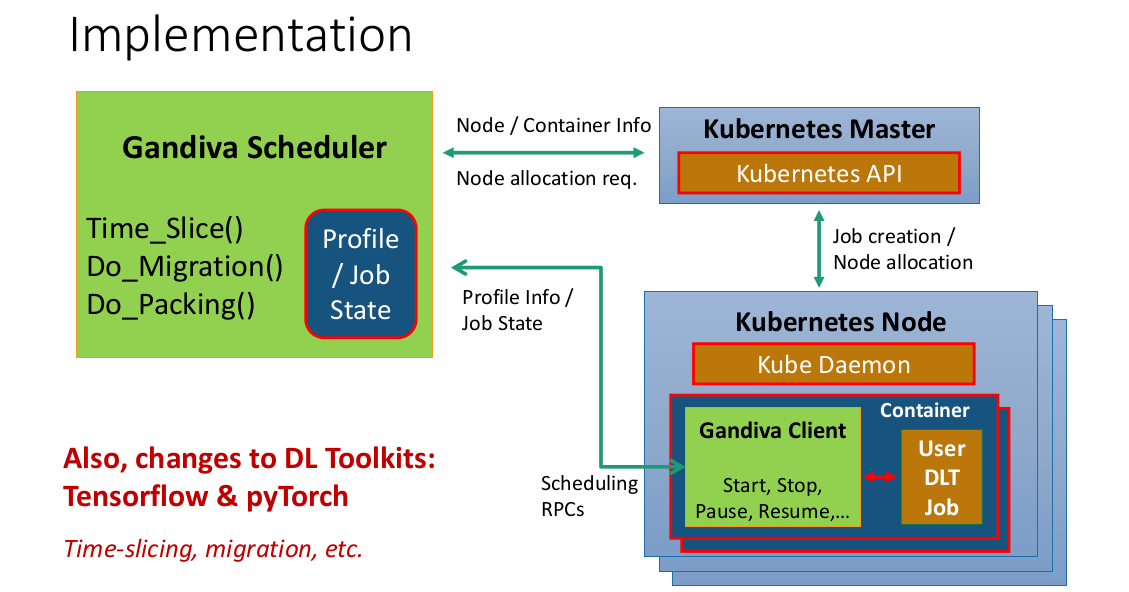 Implementation
Gandiva Scheduler
Time_Slice()
Do_Migration()
Do_Packing()
Profile
/ Job
State
Node / Container Info
Node allocation req.
Kubernetes Master
Kubernetes API
Job creation /
Node allocation
Profile Info /
Job State
Kubernetes Node
Kube Daemon
Container
Gandiva Client
Start, Stop,
Pause, Resume,...
User
DLT
Job
Scheduling
RPCs
Also, changes to DL Toolkits:
Tensorflow & pyTorch
Time-slicing, migration, etc.